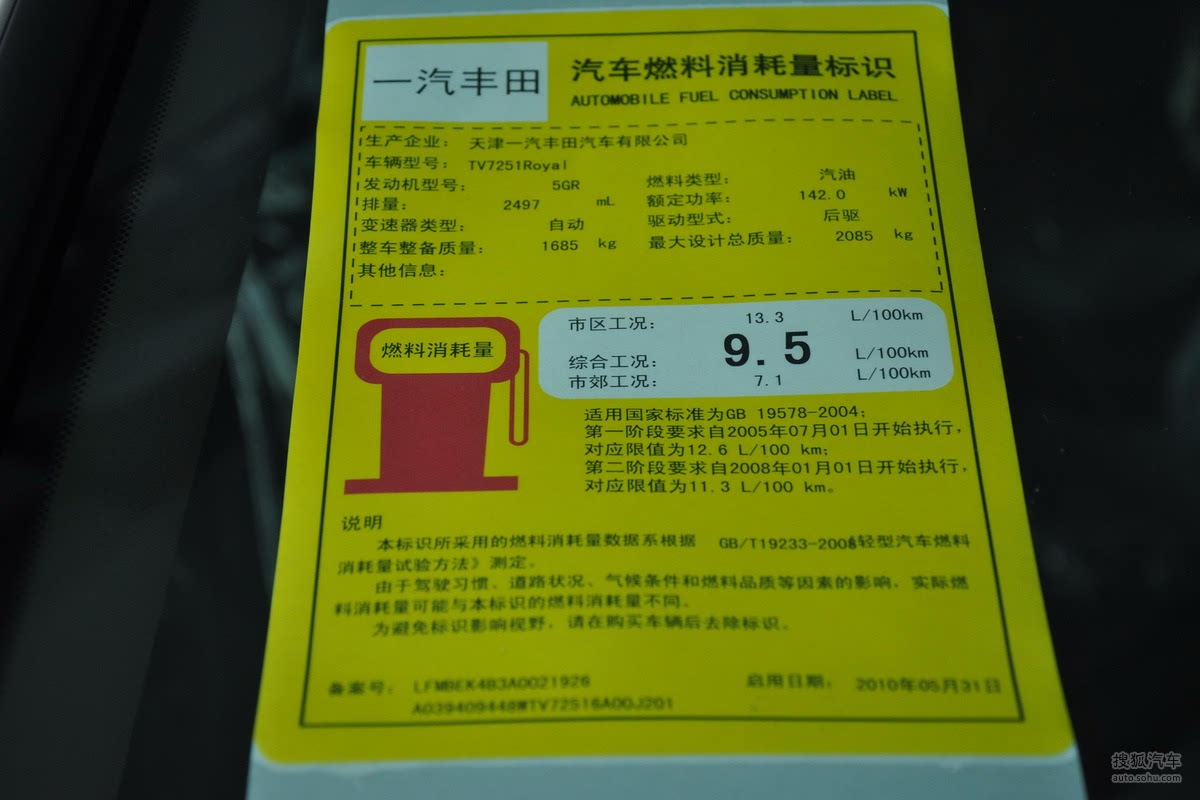 一汽丰田
汽车燃料消耗量标识
AUTOMOBILE FUEL CONSUMPTION LABEL
生产企业: 天津一汽丰田汽车有限公司
车辆型号: TV7251Royal
发动机型号: 5GR 燃料类型: 汽油
排量: 2497 mL 额定功率: 142.0 kW
变速器类型: 自动 驱动型式: 后驱
整车整备质量: 1685 kg 最大设计总质量: 2085 kg
其他信息:
燃料消耗量
市区工况: 13.3 L/100km
综合工况: 9.5 L/100km
市郊工况: 7.1 L/100km
适用国家标准为GB 19578-2004;
第一阶段要求自2005年07月01日开始执行,
对应限值为12.6 L/100 km;
第二阶段要求自2008年01月01日开始执行,
对应限值为11.3 L/100 km。
说明
本标识所采用的燃料消耗量数据系根据 GB/T19233-2008轻型汽车燃料
消耗量试验方法》测定。
由于驾驶习惯、道路状况、气候条件和燃料品质等因素的影响,实际燃
料消耗量可能与本标识的燃料消耗量不同。
为避免标识影响视野,请在购买车辆后去除标识。
备案号: LFMBEK4B3A0021926 启用日期: 2010年05月31日
搜狐汽车
auto.sohu.com